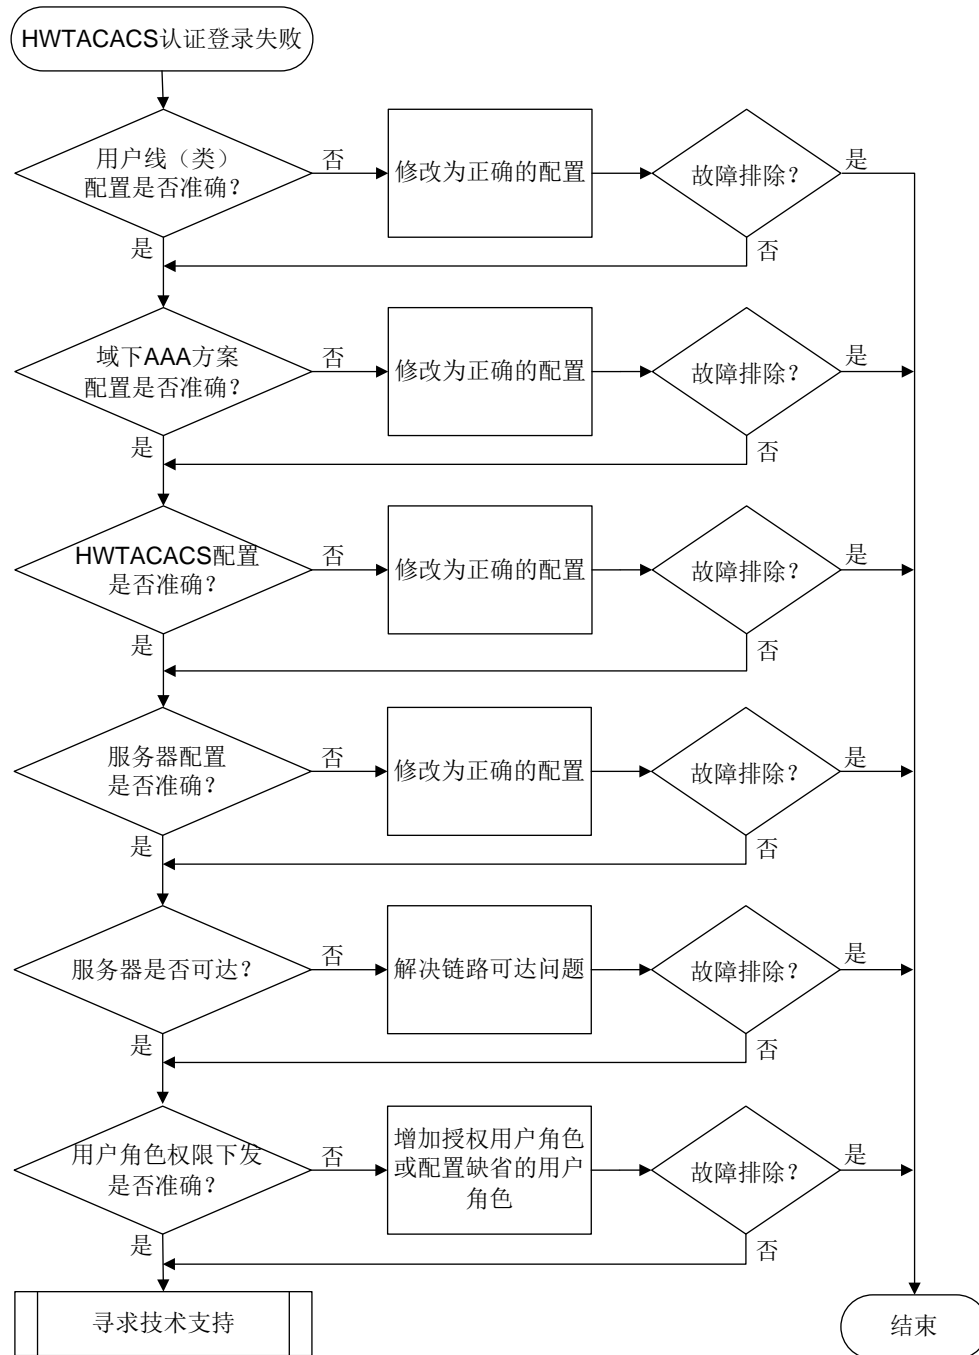 HWTACACS认证登录失败
用户线（类）
配置是否准确？
否
修改为正确的配置
故障排除？
是
是
否
域下AAA方案
配置是否准确？
否
修改为正确的配置
故障排除？
是
是
否
HWTACACS配置
是否准确？
否
修改为正确的配置
故障排除？
是
是
否
服务器配置
是否准确？
否
修改为正确的配置
故障排除？
是
是
否
服务器是否可达？
否
解决链路可达问题
故障排除？
是
是
否
用户角色权限下发
是否准确？
否
增加授权用户角色
或配置缺省的用户
角色
故障排除？
是
是
否
寻求技术支持
结束